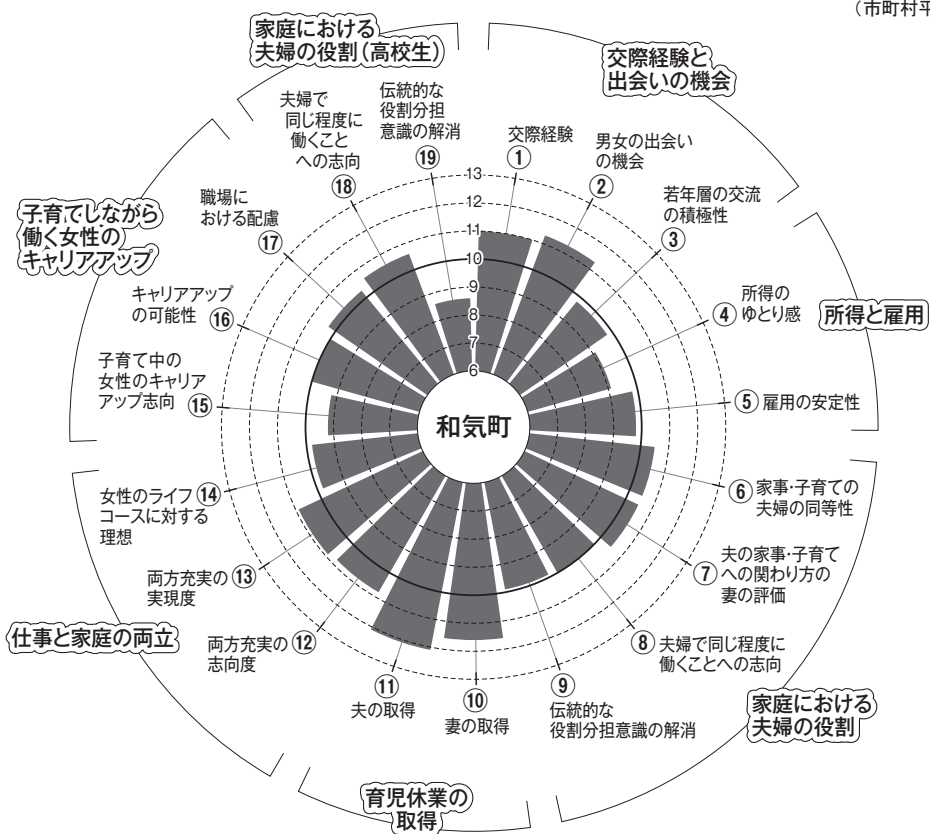 （市町村平
家庭における
夫婦の役割（高校生）
交際経験と
出会いの機会
所得と雇用
家庭における
夫婦の役割
育児休業の
取得
仕事と家庭の両立
子育てしながら
働く女性の
キャリアアップ
交際経験
①
男女の出会い
の機会
②
若年層の交流
の積極性
③
④ 所得の
ゆとり感
⑤ 雇用の安定性
⑥ 家事・子育ての
夫婦の同等性
⑦ 夫の家事・子育て
への関わり方の
妻の評価
⑧ 夫婦で同じ程度に
働くことへの志向
⑨
伝統的な
役割分担意識の解消
⑩
妻の取得
⑪
夫の取得
両方充実の ⑫
志向度
両方充実の ⑬
実現度
女性のライフ ⑭
コースに対する
理想
子育て中の
女性のキャリア
アップ志向 ⑮
キャリアアップ
の可能性 ⑯
職場に
おける配慮
⑰
夫婦で
同じ程度に
働くこと
への志向
⑱
伝統的な
役割分担
意識の解消
⑲
13
12
11
10
9
8
7
6
和気町